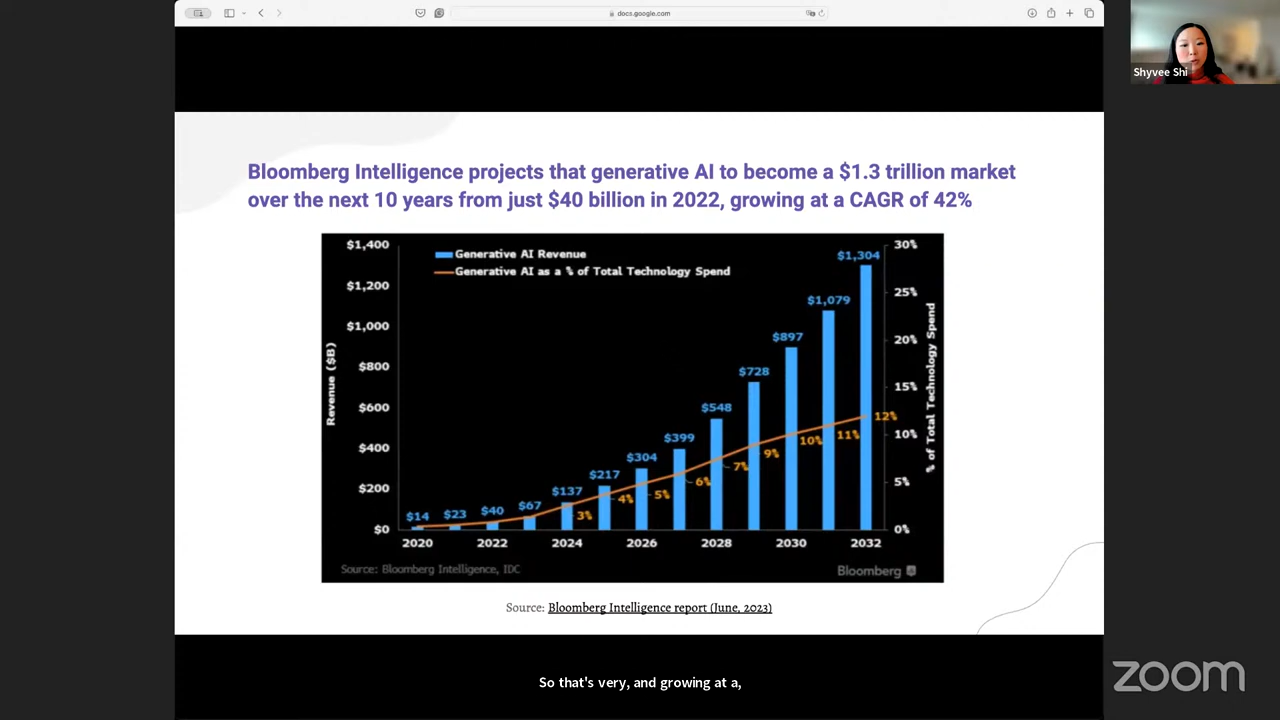 docs.google.com
Shyvee Shi
Bloomberg Intelligence projects that generative AI to become a $1.3 trillion market
over the next 10 years from just $40 billion in 2022, growing at a CAGR of 42%
Generative AI Revenue
Generative AI as a % of Total Technology Spend
Revenue ($B)
$1,400
$1,200
$1,000
$800
$600
$400
$200
$0
$14
$23
$40
$67
$137
$217
$304
$399
$548
$728
$897
$1,079
$1,304
3%
4%
5%
6%
7%
9%
10%
11%
12%
30%
25%
20%
15%
10%
5%
0%
% of Total Technology Spend
2020 2022 2024 2026 2028 2030 2032
Source: Bloomberg Intelligence, IDC
Bloomberg
Source: Bloomberg Intelligence report (June, 2023)
So that's very, and growing at a,
zoom